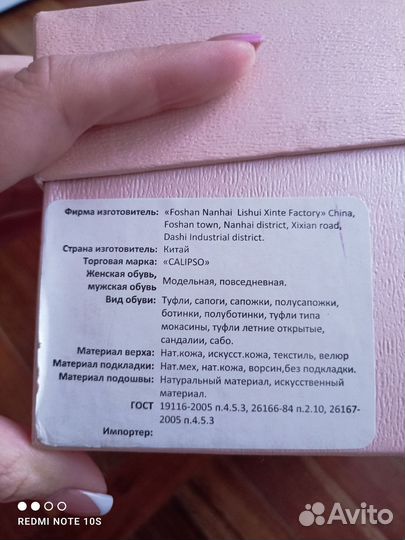 Фирма изготовитель: «Foshan Nanhai Lishui Xinte Factory» China,
Foshan town, Nanhai district, Xixian road,
Dashi Industrial district.
Страна изготовитель: Китай
Торговая марка: «CALIPSO»
Женская обувь,
мужская обувь Модельная, повседневная.
Вид обуви: Туфли, сапоги, сапожки, полусапожки,
ботинки, полуботинки, туфли типа
мокасины, туфли летние открытые,
сандалии, сабо.
Материал верха: Нат.кожа, искусст.кожа, текстиль, велюр
Материал подкладки: Нат.мех, нат.кожа, ворсин,без подкладки.
Материал подошвы: Натуральный материал, искусственный
материал.
ГОСТ 19116-2005 п.4.5.3, 26166-84 п.2.10, 26167-
2005 п.4.5.3
Импортер:
REDMI NOTE 10S
Avito